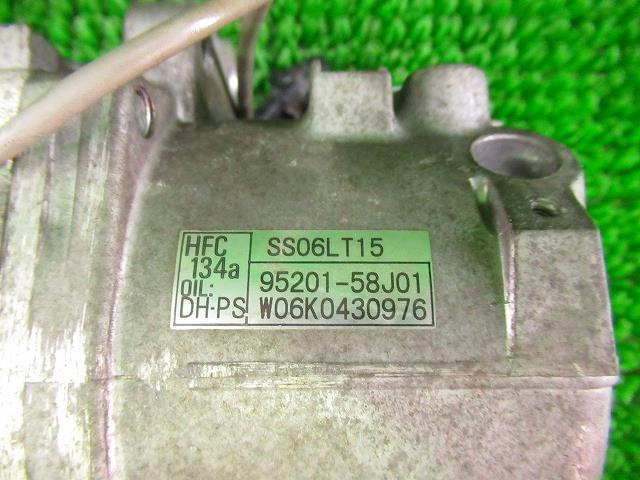 HFC
134a
OIL:
DH-PS
SS06LT15
95201-58J01
W06K0430976